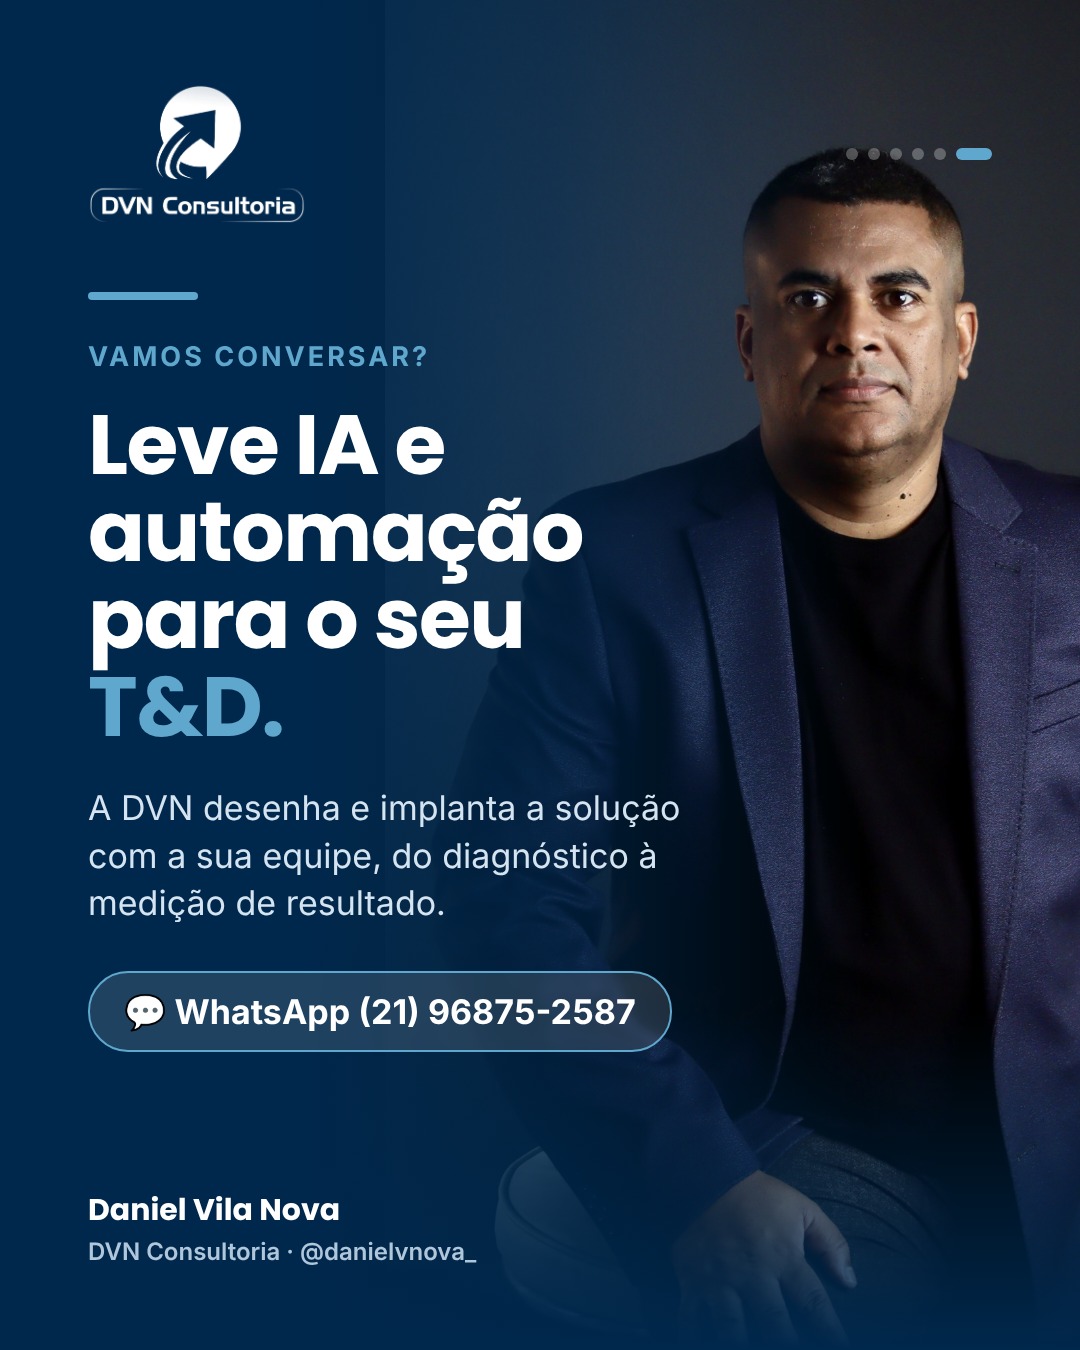 DVN Consultoria
VAMOS CONVERSAR?
Leve IA e
automação
para o seu
T&D.
A DVN desenha e implanta a solução
com a sua equipe, do diagnóstico à
medição de resultado.
💬 WhatsApp (21) 96875-2587
Daniel Vila Nova
DVN Consultoria · @danielvnova_